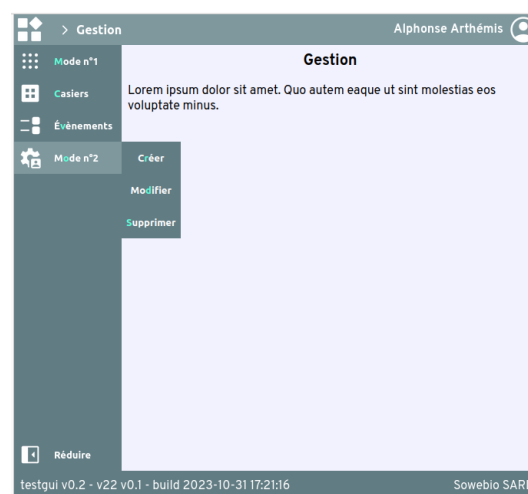 > Gestion
Alphonse Arthémis
Mode n°1
Casiers
Évènements
Mode n°2
Réduire
Créer
Modifier
Supprimer
Gestion
Lorem ipsum dolor sit amet. Quo autem eaque ut sint molestias eos
voluptate minus.
testgui v0.2 - v22 v0.1 - build 2023-10-31 17:21:16
Sowebio SARL